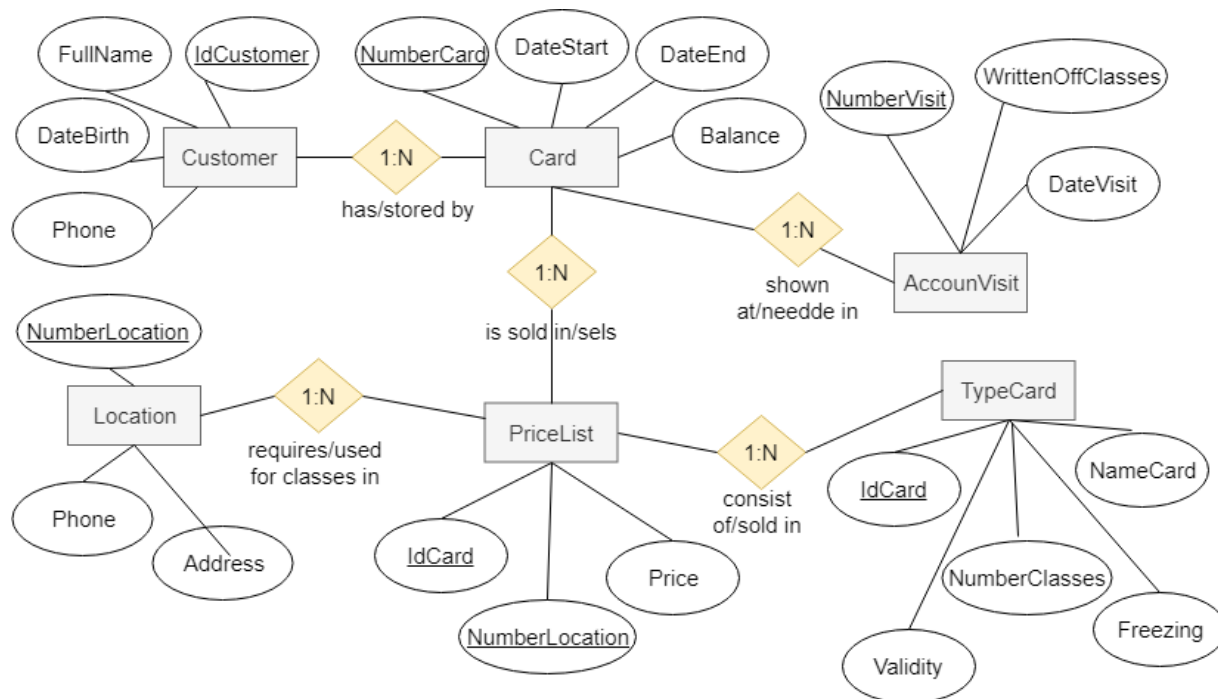 FullName
IdCustomer
NumberCard
DateStart
DateEnd
WrittenOffClasses
NumberVisit
DateBirth
Customer
1:N
Card
Balance
DateVisit
has/stored by
Phone
1:N
1:N
AccounVisit
shown
at/needde in
is sold in/sels
NumberLocation
Location
1:N
PriceList
TypeCard
requires/used
for classes in
1:N
consist
of/sold in
NameCard
IdCard
Phone
Address
IdCard
Price
NumberClasses
NumberLocation
Freezing
Validity